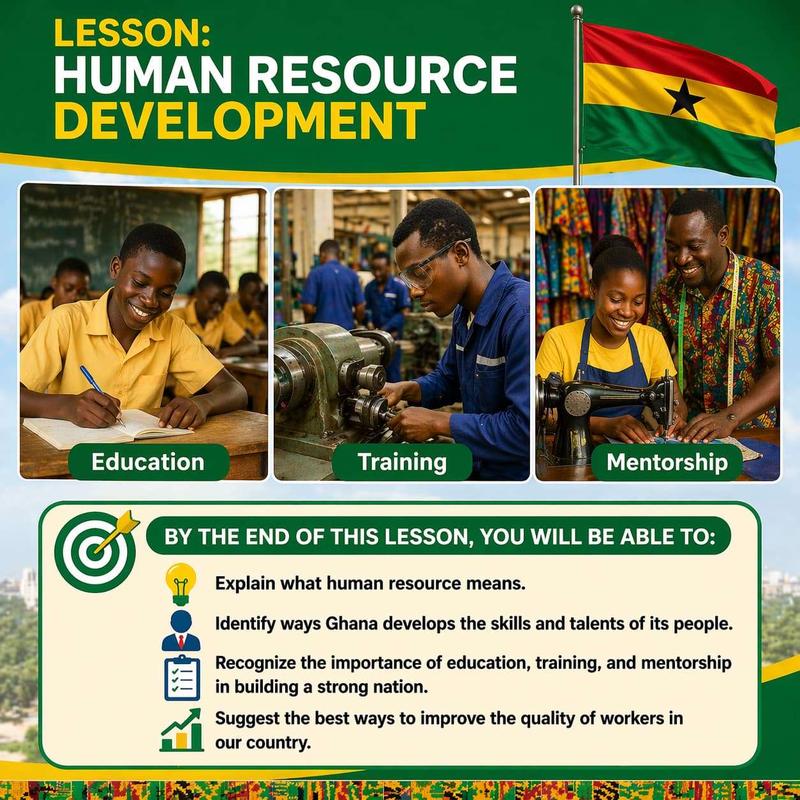 LESSON:
HUMAN RESOURCE
DEVELOPMENT
Education
Training
Mentorship
BY THE END OF THIS LESSON, YOU WILL BE ABLE TO:
Explain what human resource means.
Identify ways Ghana develops the skills and talents of its people.
Recognize the importance of education, training, and mentorship
in building a strong nation.
Suggest the best ways to improve the quality of workers in
our country.